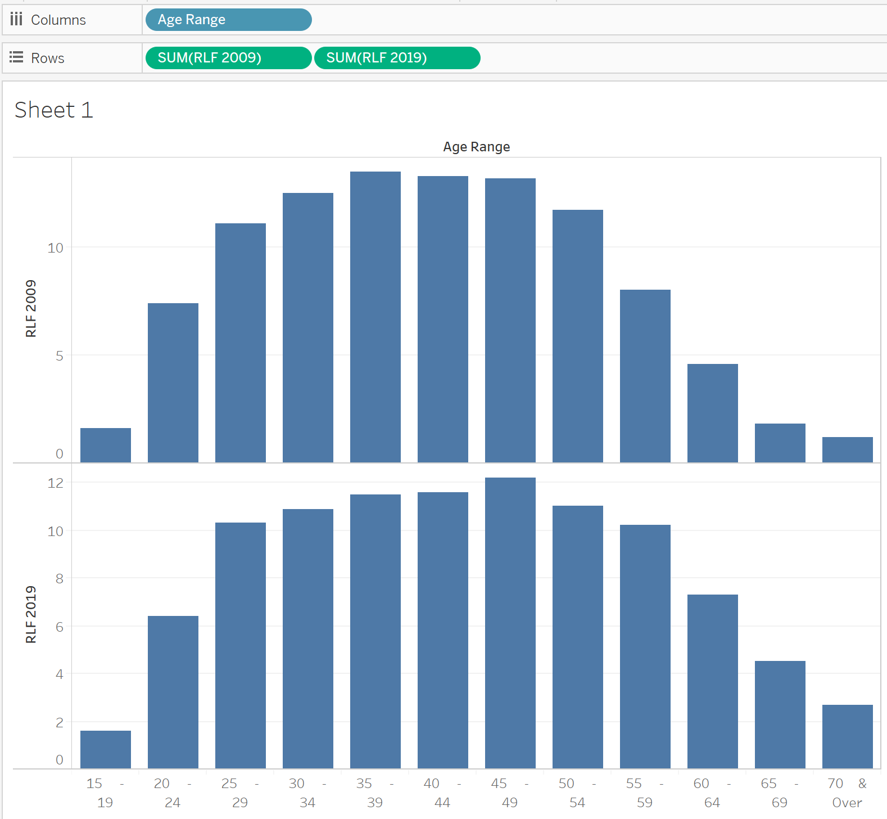 Columns
Age Range
Rows
SUM(RLF 2009)
SUM(RLF 2019)
Sheet 1
Age Range
RLF 2009
10
5
0
RLF 2019
12
10
8
6
4
2
0
15 - 19
20 - 24
25 - 29
30 - 34
35 - 39
40 - 44
45 - 49
50 - 54
55 - 59
60 - 64
65 - 69
70 & Over